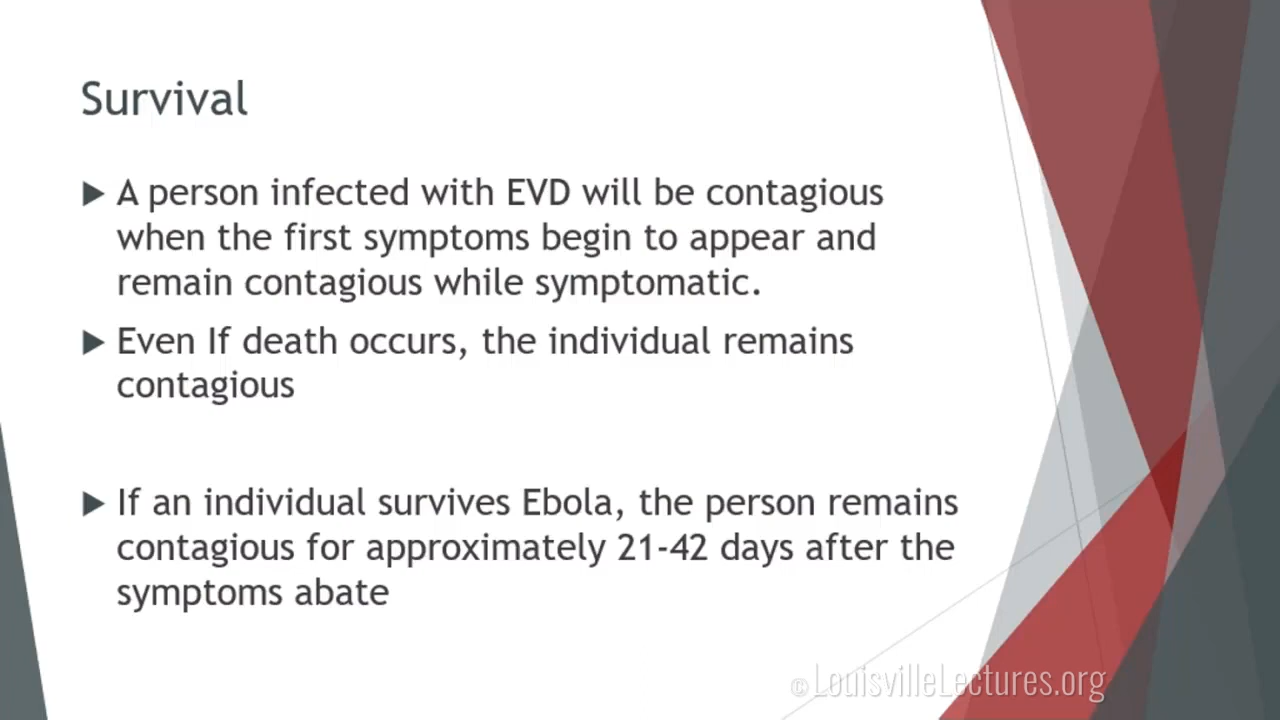 Survival
A person infected with EVD will be contagious
when the first symptoms begin to appear and
remain contagious while symptomatic.
Even If death occurs, the individual remains
contagious
If an individual survives Ebola, the person remains
contagious for approximately 21-42 days after the
symptoms abate
©LouisvilleLectures.org